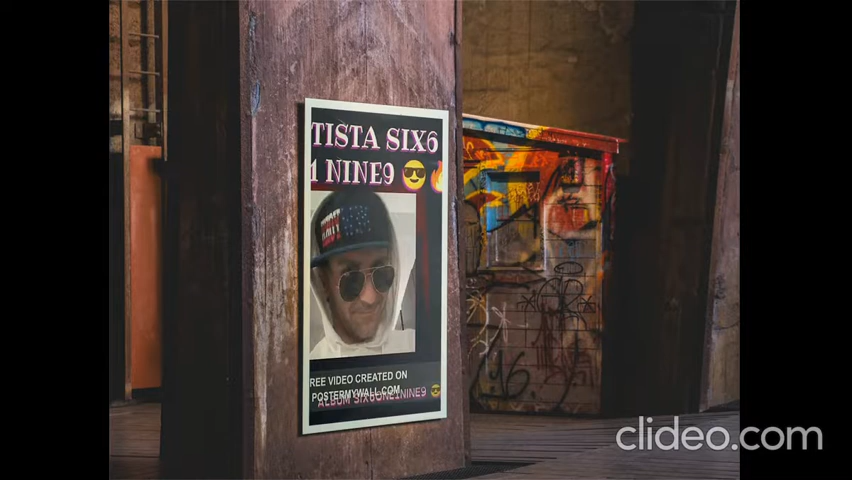 TISTA SIX6
1 NINE9 😎🔥
REE VIDEO CREATED ON
POSTERMYWALL.COM
ALBUM SIX6ONE1NINE9 😎
clideo.com